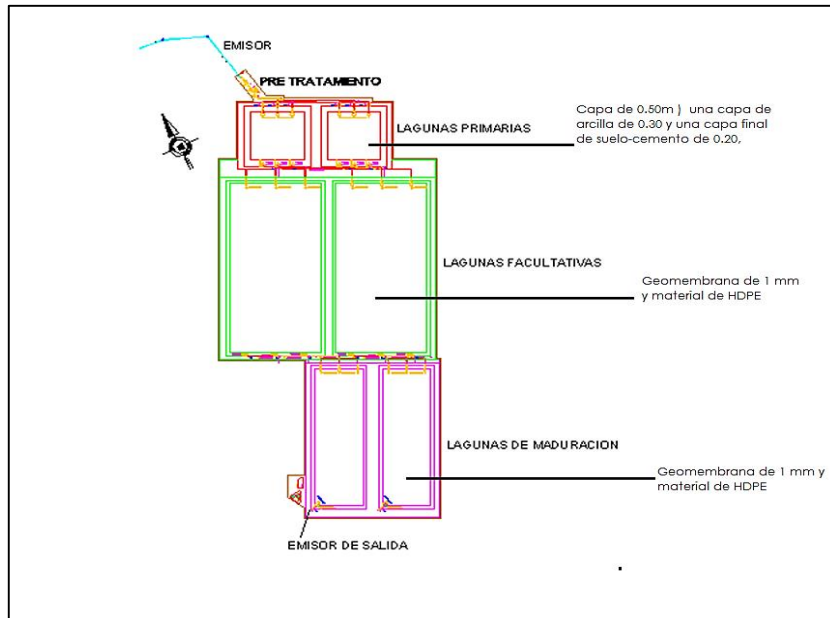 EMISOR
PRE TRATAMIENTO
LAGUNAS PRIMARIAS
Capa de 0.50m ) una capa de
arcilla de 0.30 y una capa final
de suelo-cemento de 0.20,
LAGUNAS FACULTATIVAS
Geomembrana de 1 mm
y material de HDPE
LAGUNAS DE MADURACION
Geomembrana de 1 mm y
material de HDPE
EMISOR DE SALIDA
.